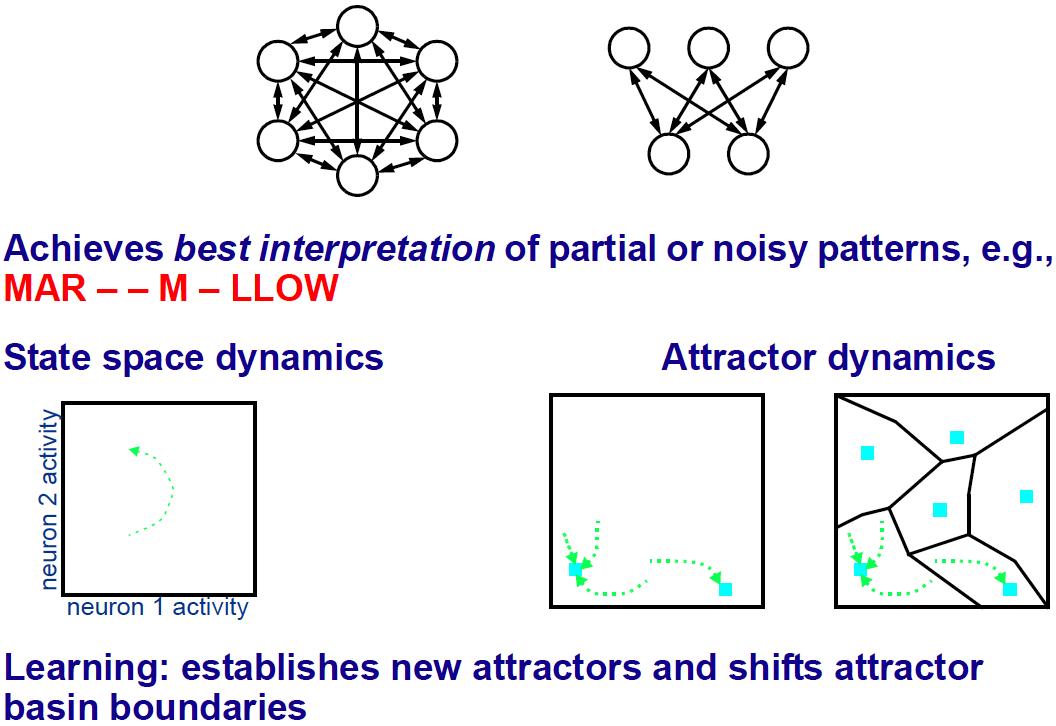 Achieves best interpretation of partial or noisy patterns, e.g.,
MAR – – M – LLOW
State space dynamics
Attractor dynamics
neuron 2 activity
neuron 1 activity
Learning: establishes new attractors and shifts attractor
basin boundaries